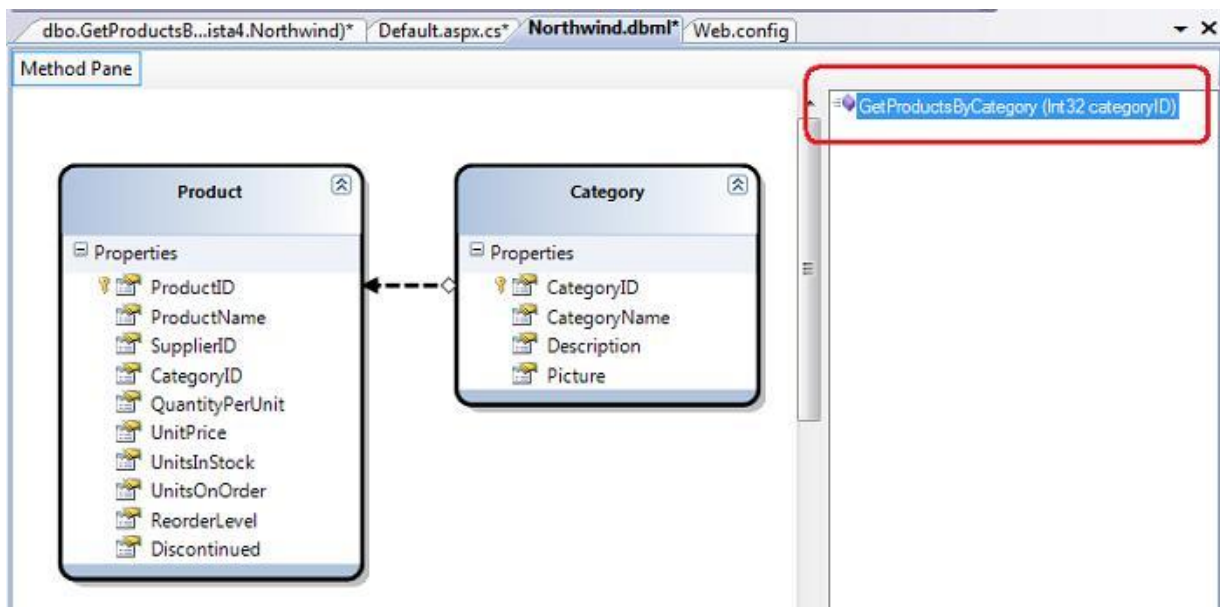 dbo.GetProductsB...ista4.Northwind)* Default.aspx.cs* Northwind.dbml* Web.config
Method Pane
GetProductsByCategory (Int32 categoryID)
Product
Properties
ProductID
ProductName
SupplierID
CategoryID
QuantityPerUnit
UnitPrice
UnitsInStock
UnitsOnOrder
ReorderLevel
Discontinued
Category
Properties
CategoryID
CategoryName
Description
Picture